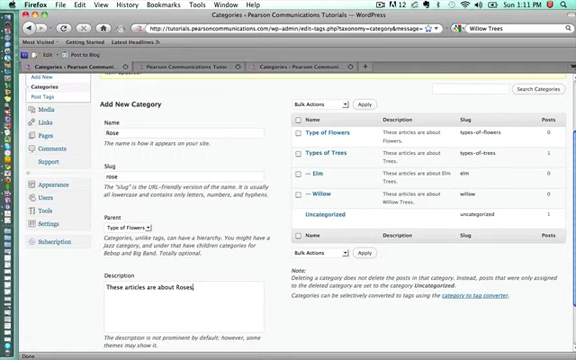 Firefox File Edit View History Bookmarks Tools Window Help
Sun 1:11 PM
Categories ‹ Pearson Communications Tutorials — WordPress
http://tutorials.pearsoncommunications.com/wp-admin/edit-tags.php?taxonomy=category&message=
Willow Trees
Most Visited Getting Started Latest Headlines
Edit Post to Blog
Categories ‹ Pearson Communi... Pearson Communications Tutor... Categories ‹ Pearson Communi...
Add New
Categories
Post Tags
Media
Links
Pages
Comments
Support
Appearance
Users
Tools
Settings
Subscription
Add New Category
Name
Rose
The name is how it appears on your site.
Slug
rose
The "slug" is the URL-friendly version of the name. It is usually
all lowercase and contains only letters, numbers, and hyphens.
Parent
Type of Flowers
Categories, unlike tags, can have a hierarchy. You might have a
Jazz category, and under that have children categories for
Bebop and Big Band. Totally optional.
Description
These articles are about Roses.
The description is not prominent by default; however, some
themes may show it.
Search Categories
Bulk Actions Apply
Name Description Slug Posts
Type of Flowers These articles are about Flowers. types-of-flowers 0
Types of Trees These articles are about Trees. types-of-trees 1
— Elm These articles are about Elm Trees. elm 0
— Willow These articles are about Willow Trees. willow 0
Uncategorized uncategorized 1
Name Description Slug Posts
Bulk Actions Apply
Note:
Deleting a category does not delete the posts in that category. Instead, posts that were only assigned
to the deleted category are set to the category Uncategorized.
Categories can be selectively converted to tags using the category to tag converter.
Done